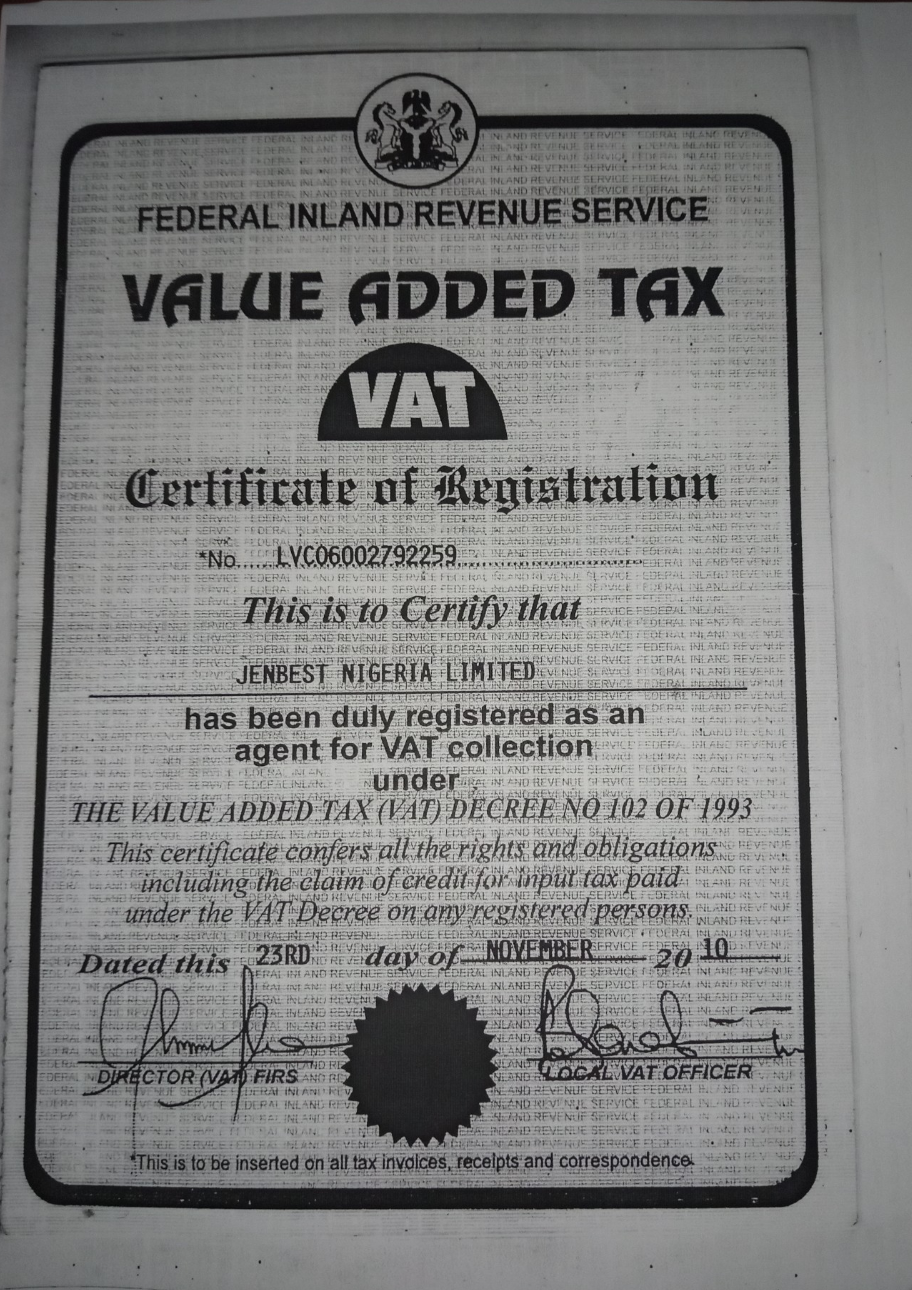 FEDERAL INLAND REVENUE SERVICE
VALUE ADDED TAX
VAT
Certificate of Registration
*No.....LVC06002792259
This is to Certify that
JENBEST NIGERIA LIMITED
has been duly registered as an
agent for VAT collection
under
THE VALUE ADDED TAX (VAT) DECREE NO 102 OF 1993
This certificate confers all the rights and obligations
including the claim of credit for input tax paid
under the VAT Decree on any registered persons.
Dated this 23RD day of NOVEMBER 20 10
DIRECTOR (VAT) FIRS
LOCAL VAT OFFICER
*This is to be inserted on all tax invoices, receipts and correspondence.